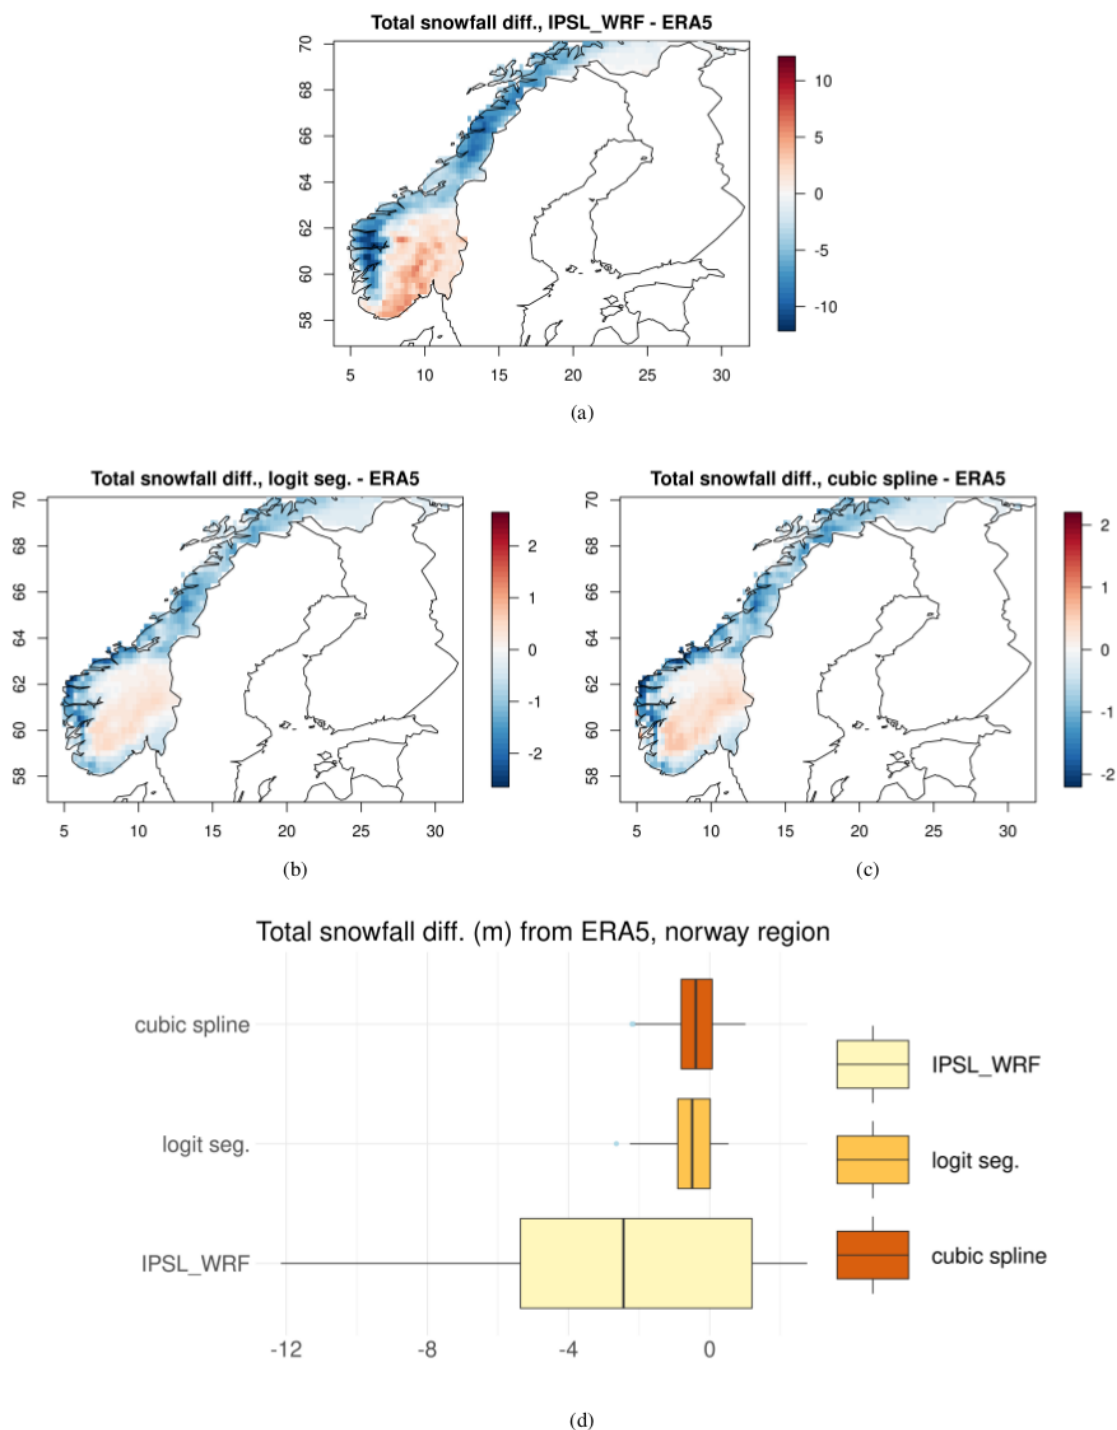 Total snowfall diff., IPSL_WRF - ERA5
70
68
66
64
62
60
58
10
5
0
-5
-10
5 10 15 20 25 30
(a)
Total snowfall diff., logit seg. - ERA5
70
68
66
64
62
60
58
2
1
0
-1
-2
5 10 15 20 25 30
(b)
Total snowfall diff., cubic spline - ERA5
70
68
66
64
62
60
58
2
1
0
-1
-2
5 10 15 20 25 30
(c)
Total snowfall diff. (m) from ERA5, norway region
cubic spline
logit seg.
IPSL_WRF
-12 -8 -4 0
IPSL_WRF
logit seg.
cubic spline
(d)